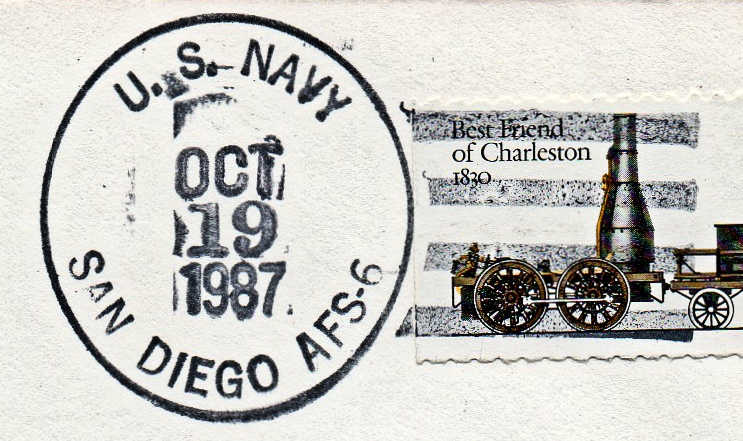 U. S. NAVY
OCT
19
1987
SAN DIEGO AFS-6
Best Friend
of Charleston
1830